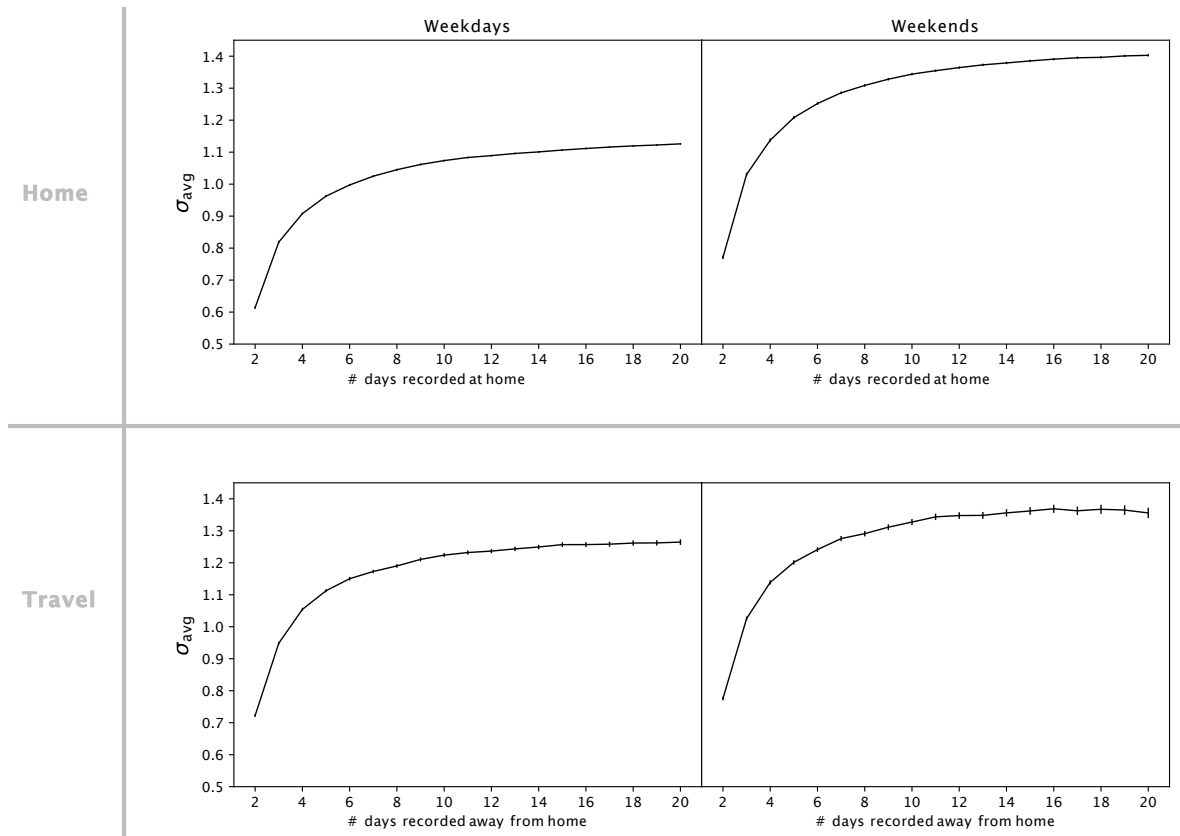 Weekdays Weekends
1.4
1.3
1.2
1.1
1.0
0.9
0.8
0.7
0.6
0.5
σavg
Home
2 4 6 8 10 12 14 16 18 20 2 4 6 8 10 12 14 16 18 20
# days recorded at home # days recorded at home
1.4
1.3
1.2
1.1
1.0
0.9
0.8
0.7
0.6
0.5
σavg
Travel
2 4 6 8 10 12 14 16 18 20 2 4 6 8 10 12 14 16 18 20
# days recorded away from home # days recorded away from home